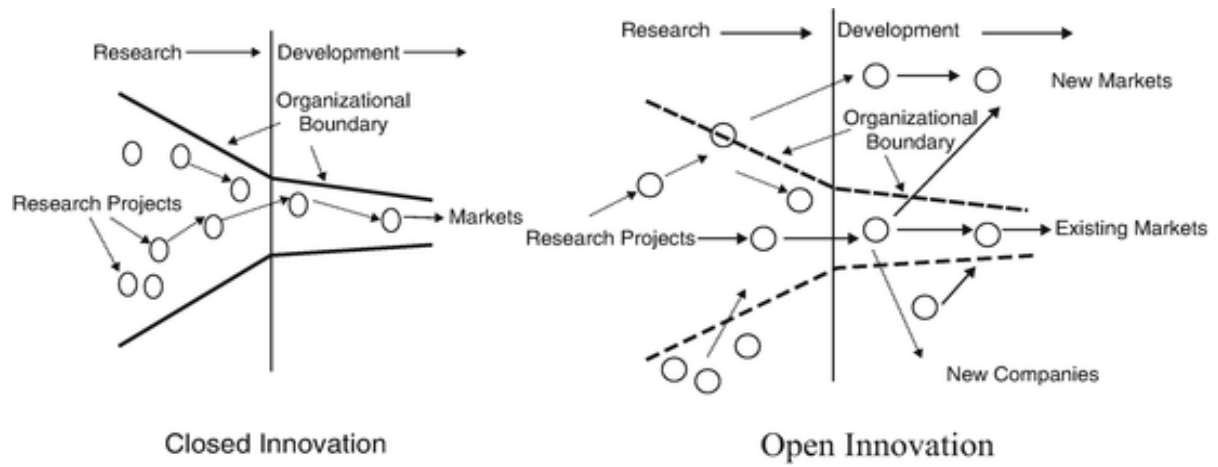 Research
Development
Organizational
Boundary
Research Projects
Markets
Closed Innovation
Research
Development
New Markets
Organizational
Boundary
Research Projects
Existing Markets
New Companies
Open Innovation